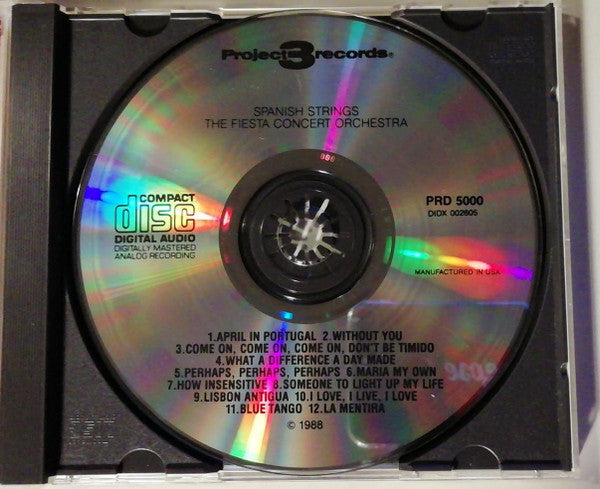 Project 3 records®
SPANISH STRINGS
THE FIESTA CONCERT ORCHESTRA
COMPACT
disc
DIGITAL AUDIO
DIGITALLY MASTERED
ANALOG RECORDING
PRD 5000
DIDX 002605
MANUFACTURED IN USA
1.APRIL IN PORTUGAL 2.WITHOUT YOU
3.COME ON, COME ON, COME ON, DON'T BE TIMIDO
4.WHAT A DIFFERENCE A DAY MADE
5.PERHAPS, PERHAPS, PERHAPS 6.MARIA MY OWN
7.HOW INSENSITIVE 8.SOMEONE TO LIGHT UP MY LIFE
9.LISBON ANTIGUA 10.I LOVE, I LIVE, I LOVE
11.BLUE TANGO 12.LA MENTIRA
© 1988